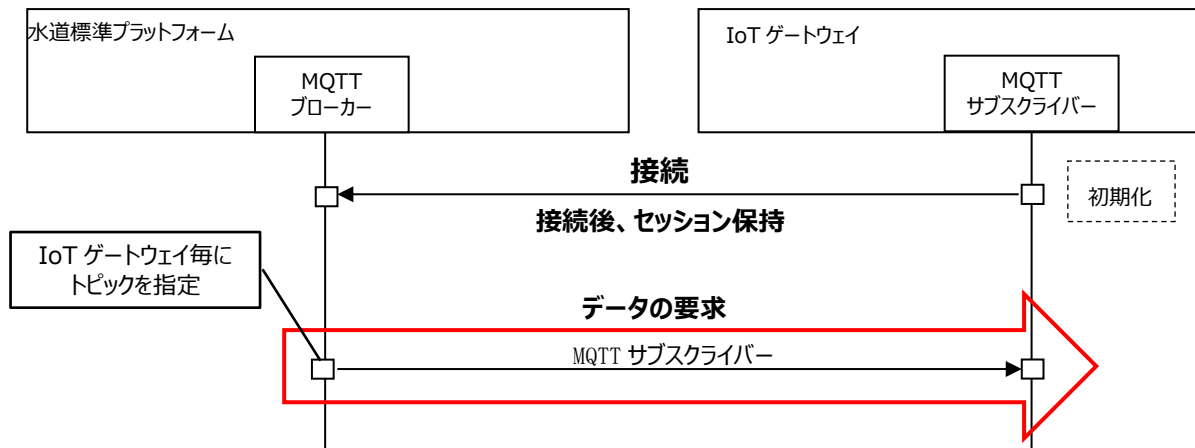 水道標準プラットフォーム
IoT ゲートウェイ
MQTT
ブローカー
MQTT
サブスクライバー
接続
初期化
接続後、セッション保持
IoT ゲートウェイ毎に
トピックを指定
データの要求
MQTT サブスクライバー